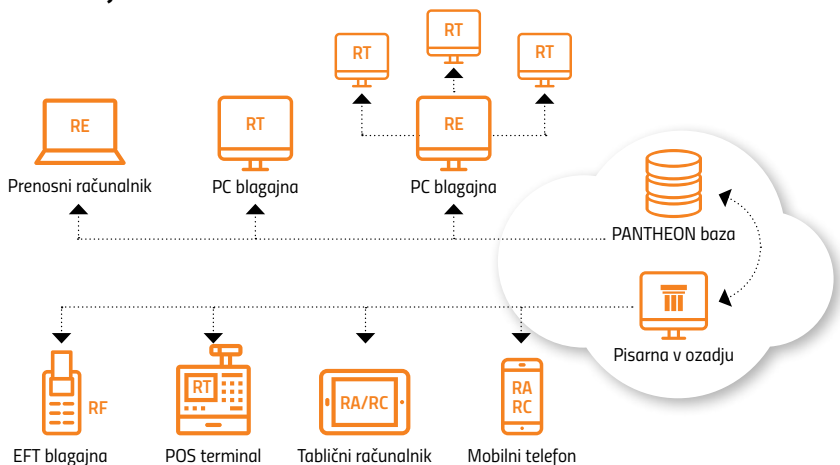 RT
RT
RT
RE
RT
RE
Prenosni računalnik
PC blagajna
PC blagajna
PANTHEON baza
Pisarna v ozadju
RF
RT
RA/RC
RA
RC
EFT blagajna
POS terminal
Tablični računalnik
Mobilni telefon